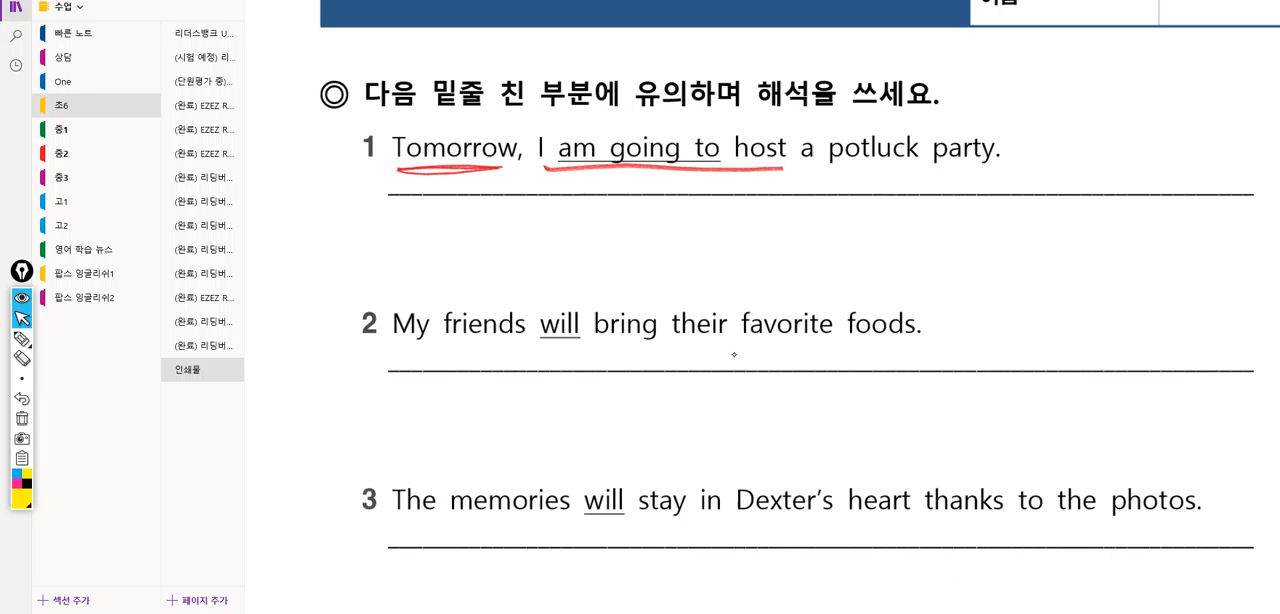 수업
빠른 노트
상담
One
초6
중1
중2
중3
고1
고2
영어 학습 뉴스
팝스 잉글리쉬1
팝스 잉글리쉬2
색션 추가
리더스뱅크 U...
(시험 예정) 리...
(단원평가 중)...
(완료) EZEZ R...
(완료) EZEZ R...
(완료) EZEZ R...
(완료) 리딩버...
(완료) 리딩버...
(완료) 리딩버...
(완료) 리딩버...
(완료) 리딩버...
(완료) EZEZ R...
(완료) 리딩버...
(완료) 리딩버...
인쇄물
페이지 추가
◎ 다음 밑줄 친 부분에 유의하며 해석을 쓰세요.
1 Tomorrow, I am going to host a potluck party.
2 My friends will bring their favorite foods.
3 The memories will stay in Dexter's heart thanks to the photos.